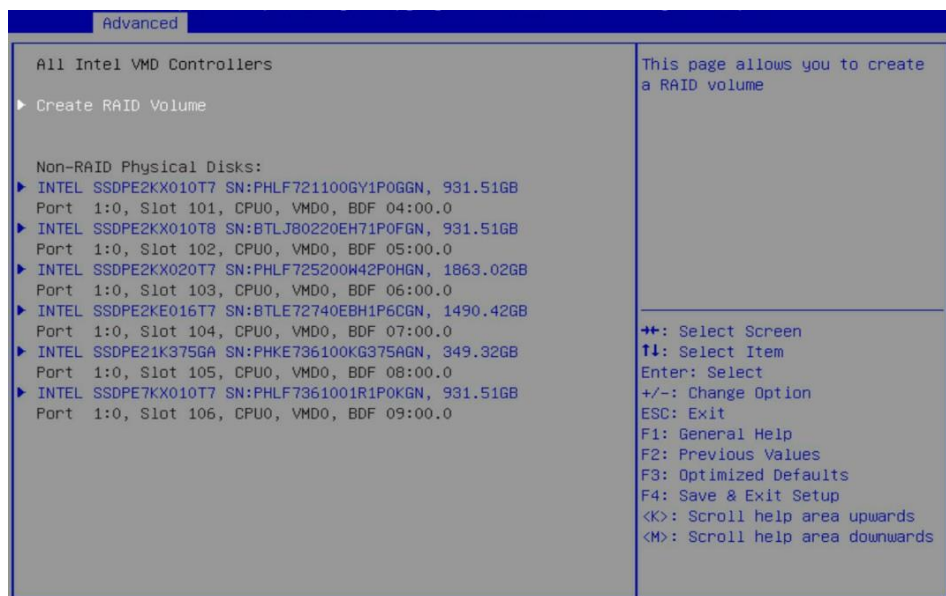 Advanced
All Intel VMD Controllers
Create RAID Volume
Non-RAID Physical Disks:
INTEL SSDPE2KX010T7 SN:PHLF721100GY1P0GGN, 931.51GB
Port 1:0, Slot 101, CPU0, VMD0, BDF 04:00.0
INTEL SSDPE2KX010T8 SN:BTLJ80220EH71P0FGN, 931.51GB
Port 1:0, Slot 102, CPU0, VMD0, BDF 05:00.0
INTEL SSDPE2KX020T7 SN:PHLF725200W42P0HGN, 1863.02GB
Port 1:0, Slot 103, CPU0, VMD0, BDF 06:00.0
INTEL SSDPE2KE016T7 SN:BTLE72740EBH1P6CGN, 1490.42GB
Port 1:0, Slot 104, CPU0, VMD0, BDF 07:00.0
INTEL SSDPE21K375GA SN:PHKE736100KG375AGN, 349.32GB
Port 1:0, Slot 105, CPU0, VMD0, BDF 08:00.0
INTEL SSDPE7KX010T7 SN:PHLF7361001R1P0KGN, 931.51GB
Port 1:0, Slot 106, CPU0, VMD0, BDF 09:00.0
This page allows you to create
a RAID volume
→←: Select Screen
↑↓: Select Item
Enter: Select
+/-: Change Option
ESC: Exit
F1: General Help
F2: Previous Values
F3: Optimized Defaults
F4: Save & Exit Setup
<K>: Scroll help area upwards
<M>: Scroll help area downwards